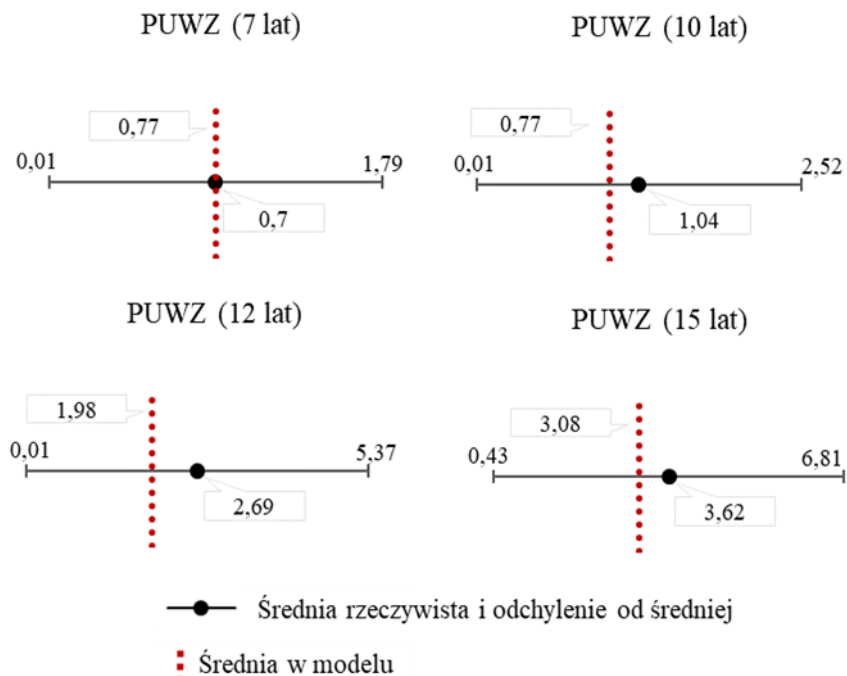 PUWZ (7 lat)
0,77
0,01
1,79
0,7
PUWZ (10 lat)
0,77
0,01
2,52
1,04
PUWZ (12 lat)
1,98
0,01
5,37
2,69
PUWZ (15 lat)
3,08
0,43
6,81
3,62
Średnia rzeczywista i odchylenie od średniej
Średnia w modelu